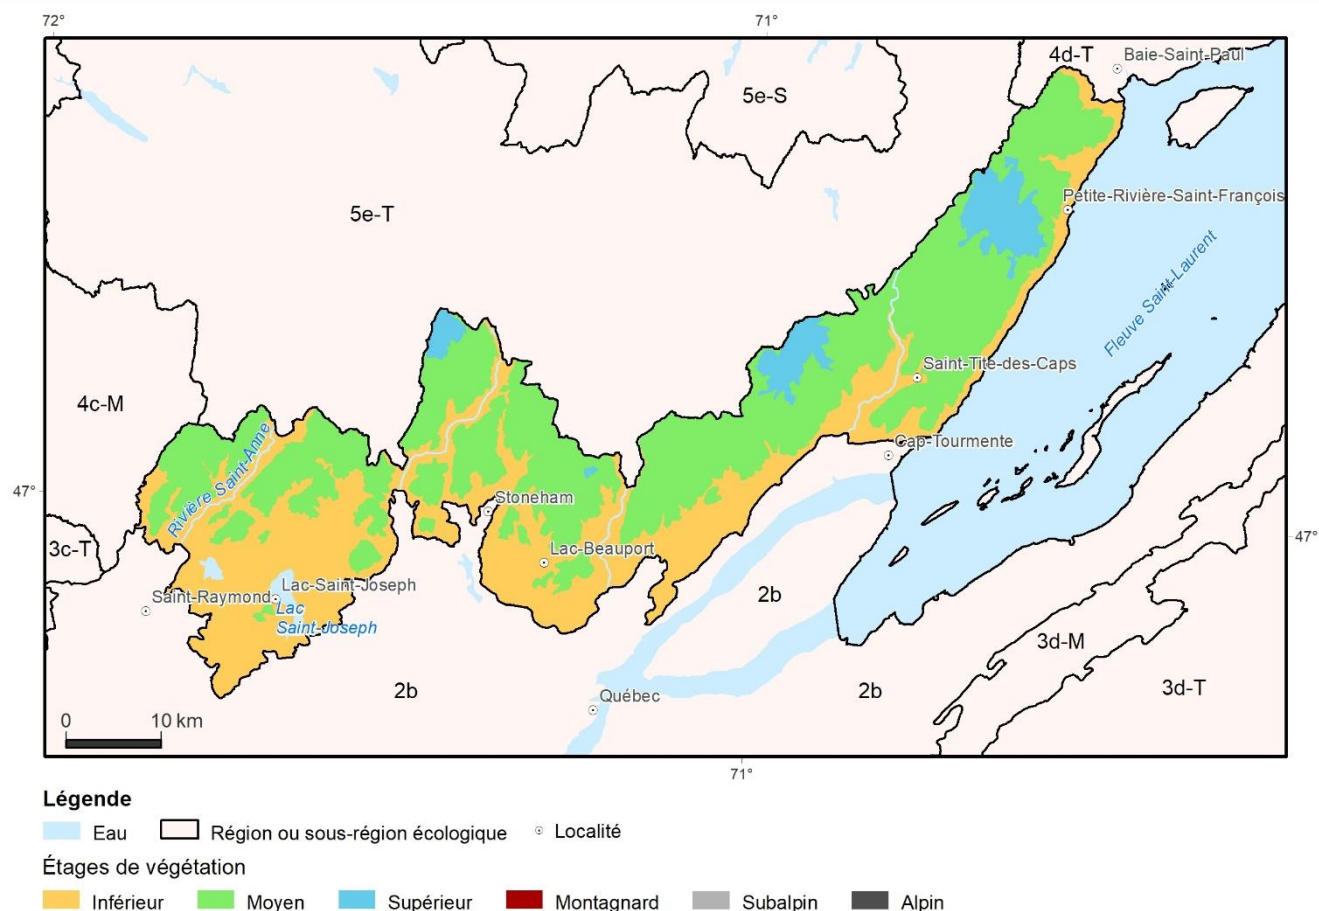 72°
71°
4d-T
Baie-Saint-Paul
5e-S
5e-T
Petite-Rivière-Saint-François
Fleuve Saint-Laurent
Saint-Tite-des-Caps
4c-M
Rivière Saint-Anne
Cap-Tourmente
47°
Stoneham
47°
3c-T
Lac-Beauport
Lac-Saint-Joseph
Saint-Raymond
2b
Lac
Saint-Joseph
3d-M
2b
2b
3d-T
Québec
0 10 km
71°
Légende
Eau Région ou sous-région écologique Localité
Étages de végétation
Inférieur Moyen Supérieur Montagnard Subalpin Alpin